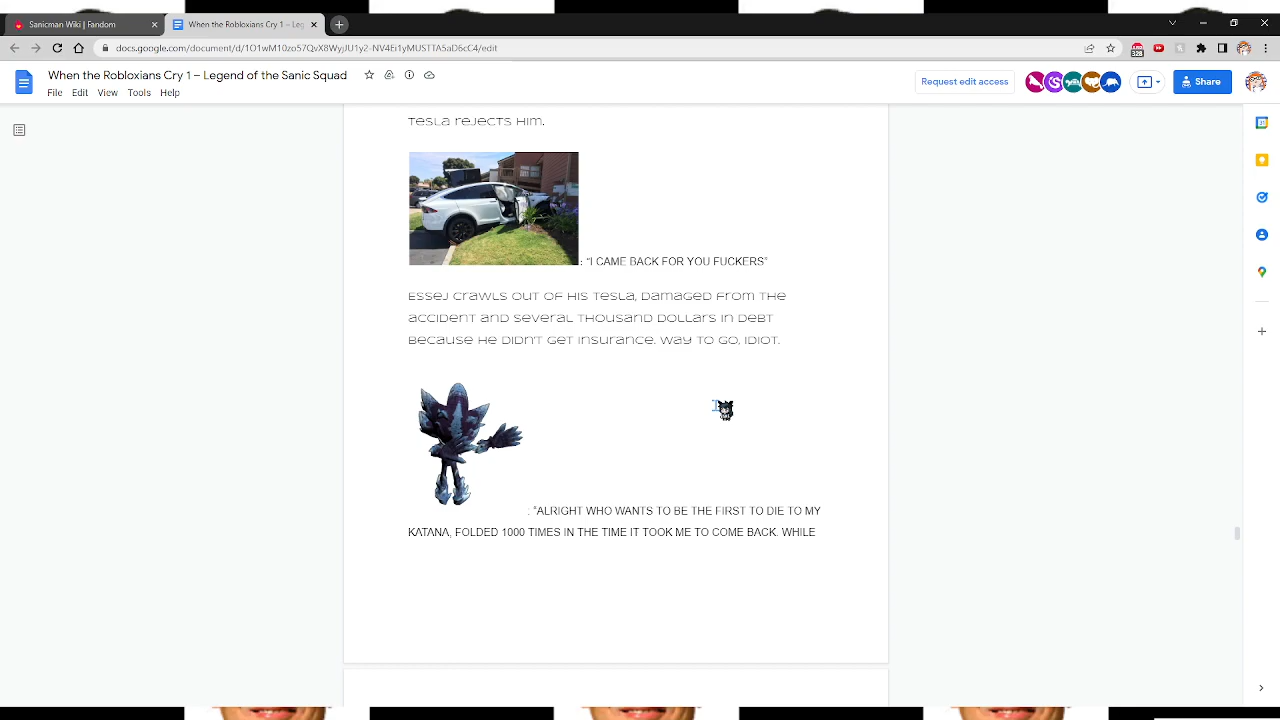 Sanicman Wiki | Fandom
When the Robloxians Cry 1 – Leg
docs.google.com/document/d/1O1wM10zo57QvX8WyjJU1y2-NV4Ei1yMUSTTA5aD6cC4/edit
When the Robloxians Cry 1 – Legend of the Sanic Squad
File Edit View Tools Help
Request edit access
Share
Tesla rejects him.
: “I CAME BACK FOR YOU FUCKERS”
Essej crawls out of his Tesla, damaged from the
accident and several thousand dollars in debt
because he didn't get insurance. Way to go, idiot.
: “ALRIGHT WHO WANTS TO BE THE FIRST TO DIE TO MY
KATANA, FOLDED 1000 TIMES IN THE TIME IT TOOK ME TO COME BACK. WHILE